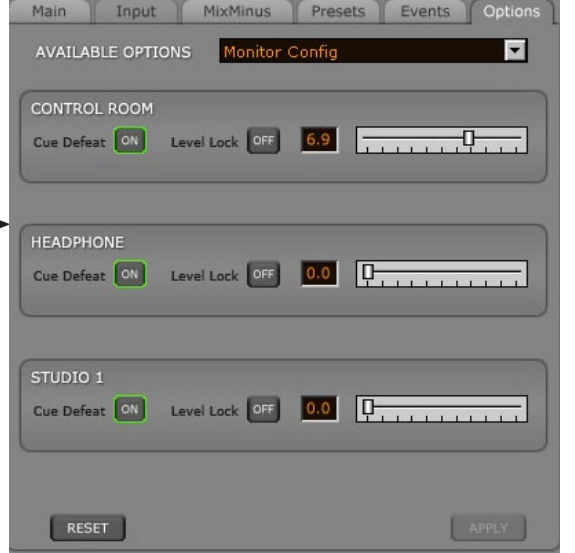 Main Input MixMinus Presets Events Options
AVAILABLE OPTIONS Monitor Config
CONTROL ROOM
Cue Defeat ON Level Lock OFF 6.9
HEADPHONE
Cue Defeat ON Level Lock OFF 0.0
STUDIO 1
Cue Defeat ON Level Lock OFF 0.0
RESET APPLY